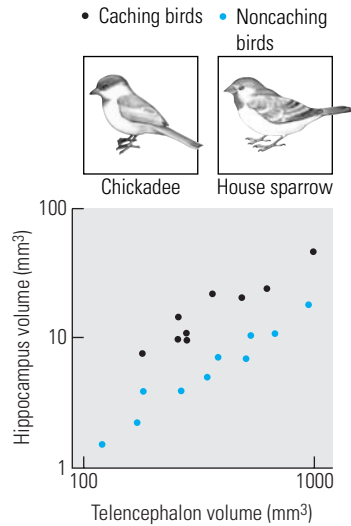 • Caching birds • Noncaching
birds
Chickadee House sparrow
100
10
1
Hippocampus volume (mm³)
100 1000
Telencephalon volume (mm³)